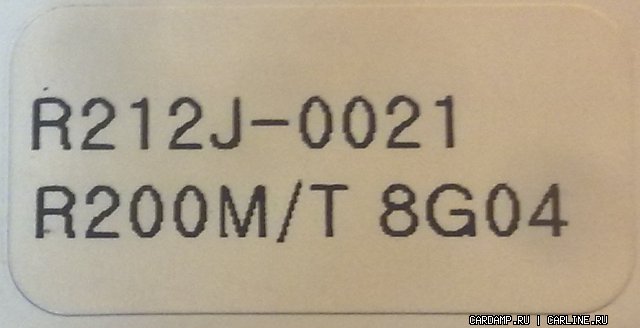 R212J-0021
R200M/T 8G04
CARDAMP.RU | CARLINE.RU